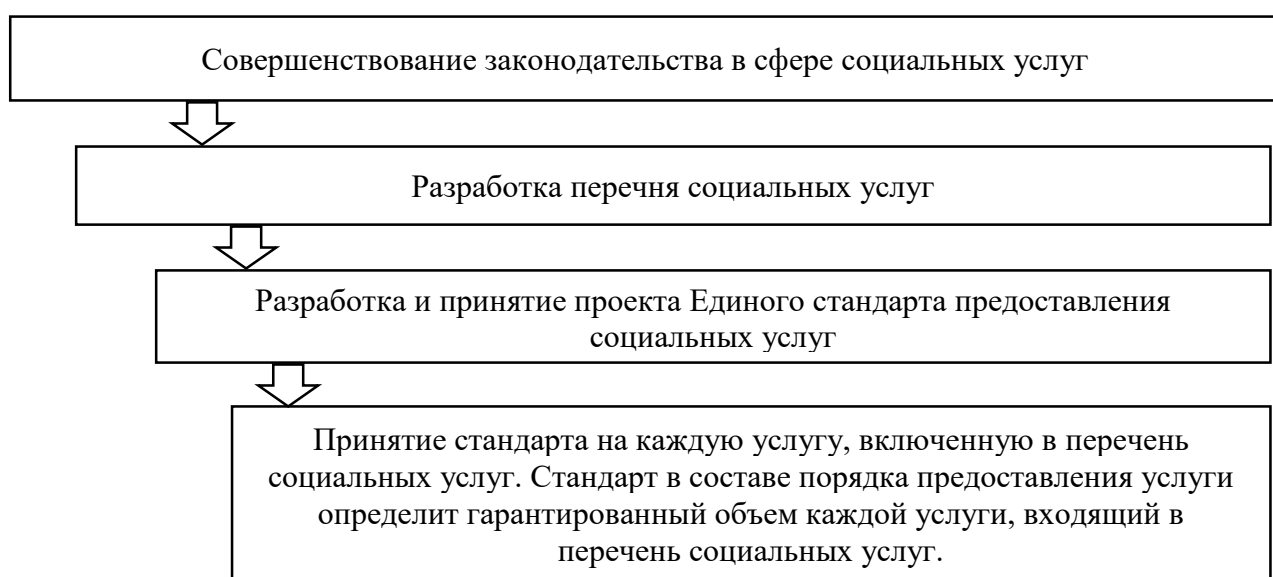 Совершенствование законодательства в сфере социальных услуг
Разработка перечня социальных услуг
Разработка и принятие проекта Единого стандарта предоставления
социальных услуг
Принятие стандарта на каждую услугу, включенную в перечень
социальных услуг. Стандарт в составе порядка предоставления услуги
определит гарантированный объем каждой услуги, входящий в
перечень социальных услуг.